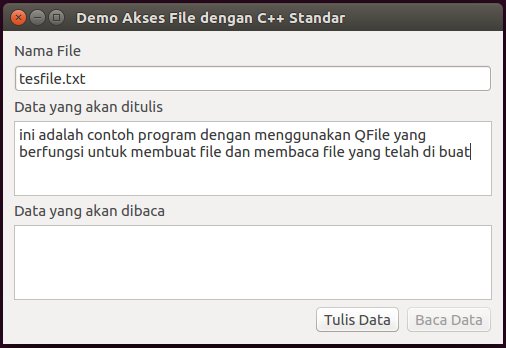 Demo Akses File dengan C++ Standar
Nama File
tesfile.txt
Data yang akan ditulis
ini adalah contoh program dengan menggunakan QFile yang
berfungsi untuk membuat file dan membaca file yang telah di buat
Data yang akan dibaca
Tulis Data
Baca Data